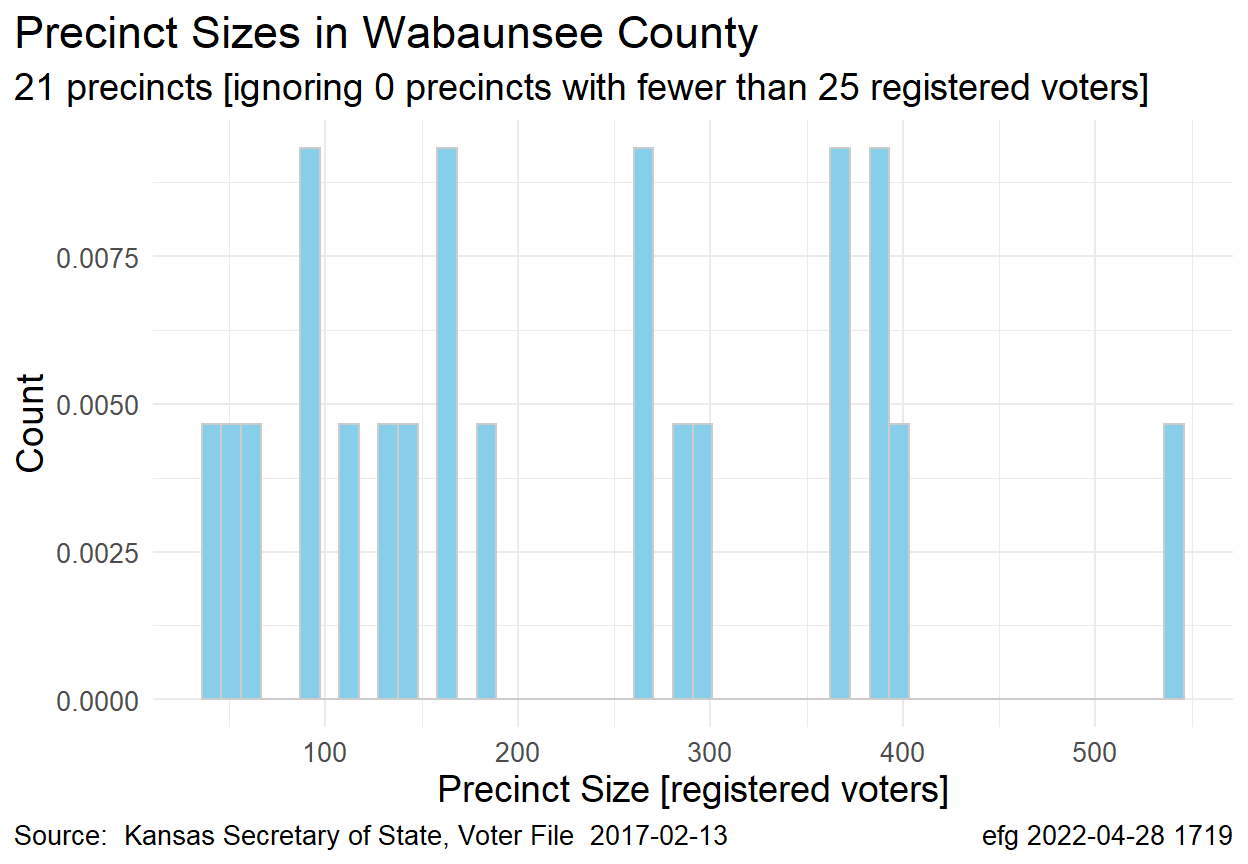 Precinct Sizes in Wabaunsee County
21 precincts [ignoring 0 precincts with fewer than 25 registered voters]
Count
0.0075
0.0050
0.0025
0.0000
100 200 300 400 500
Precinct Size [registered voters]
Source:  Kansas Secretary of State, Voter File  2017-02-13 efg 2022-04-28 1719